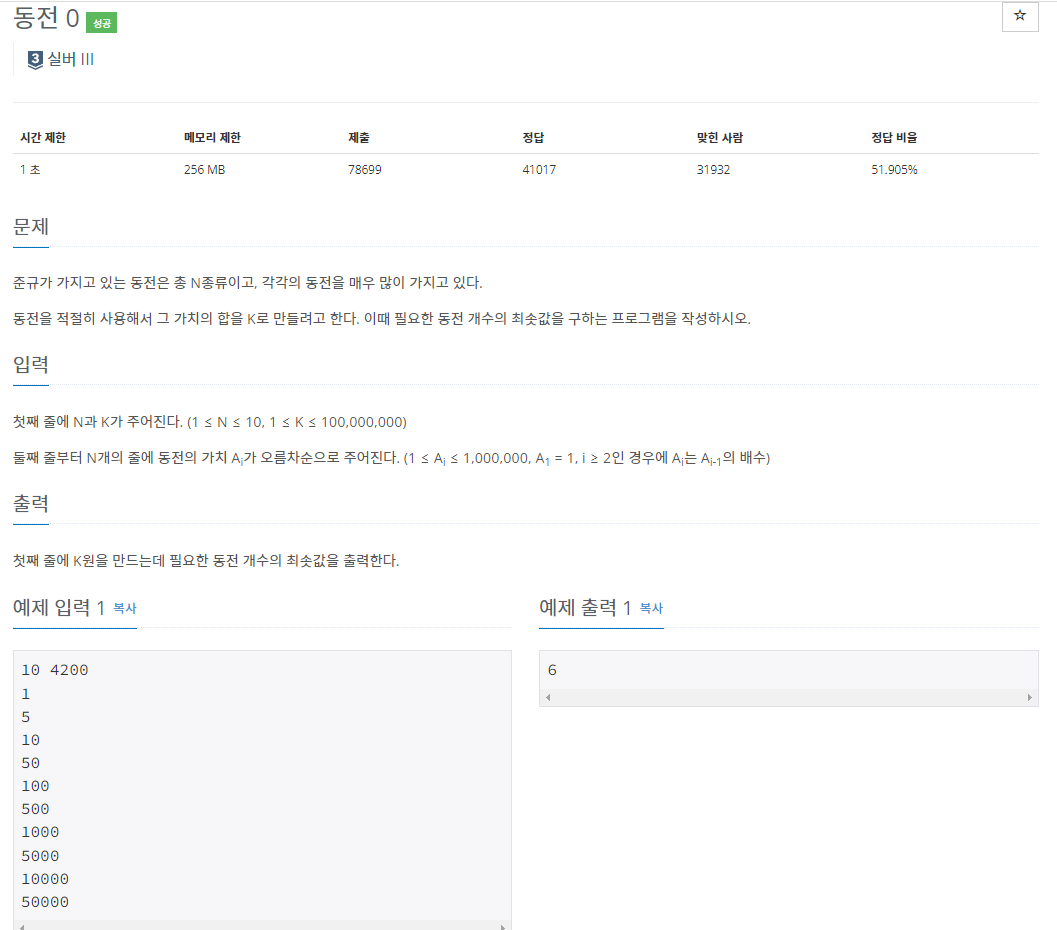 동전 0 성공
3 실버 III
시간 제한 메모리 제한 제출 정답 맞힌 사람 정답 비율
1 초 256 MB 78699 41017 31932 51.905%
문제
준규가 가지고 있는 동전은 총 N종류이고, 각각의 동전을 매우 많이 가지고 있다.
동전을 적절히 사용해서 그 가치의 합을 K로 만들려고 한다. 이때 필요한 동전 개수의 최솟값을 구하는 프로그램을 작성하시오.
입력
첫째 줄에 N과 K가 주어진다. (1 ≤ N ≤ 10, 1 ≤ K ≤ 100,000,000)
둘째 줄부터 N개의 줄에 동전의 가치 Ai가 오름차순으로 주어진다. (1 ≤ Ai ≤ 1,000,000, A1 = 1, i ≥ 2인 경우에 Ai는 Ai-1의 배수)
출력
첫째 줄에 K원을 만드는데 필요한 동전 개수의 최솟값을 출력한다.
예제 입력 1 복사
10 4200
1
5
10
50
100
500
1000
5000
10000
50000
예제 출력 1 복사
6